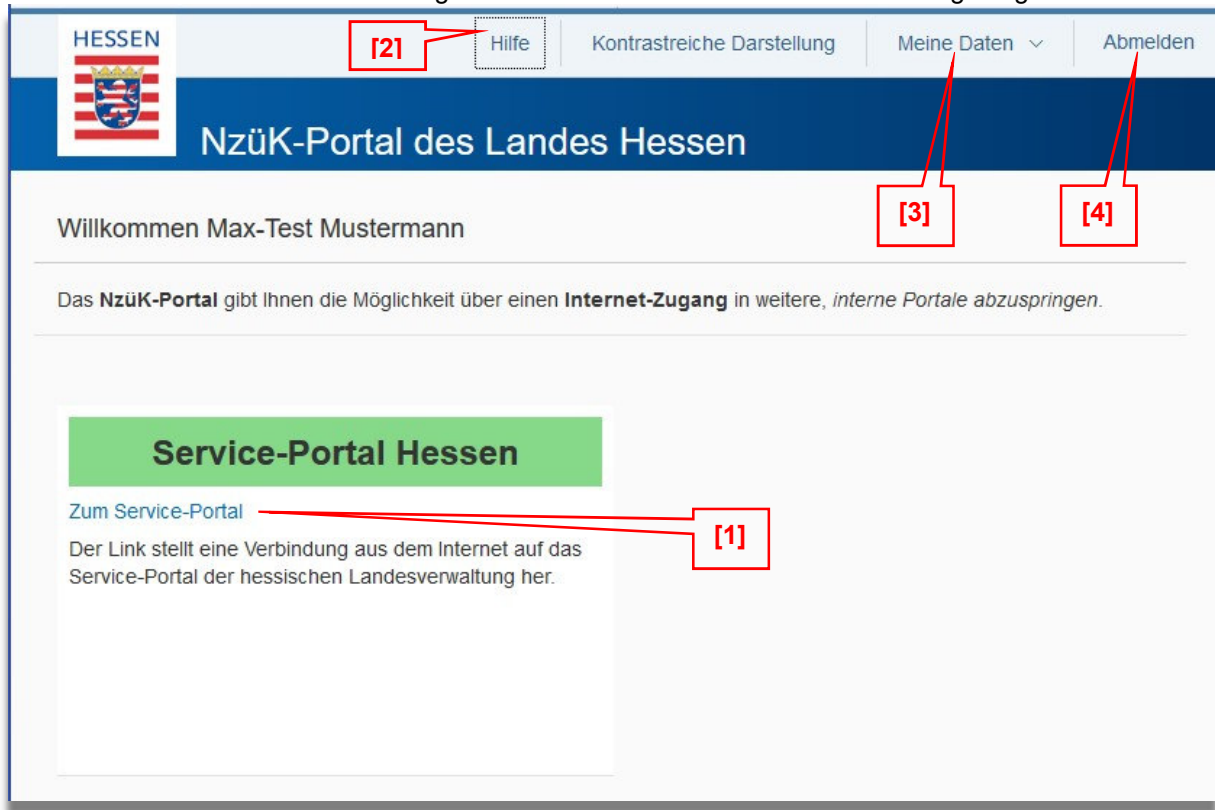 HESSEN
[2]
Hilfe
Kontrastreiche Darstellung
Meine Daten
Abmelden
NzüK-Portal des Landes Hessen
[3]
[4]
Willkommen Max-Test Mustermann
Das NzüK-Portal gibt Ihnen die Möglichkeit über einen Internet-Zugang in weitere, interne Portale abzuspringen.
Service-Portal Hessen
Zum Service-Portal
[1]
Der Link stellt eine Verbindung aus dem Internet auf das
Service-Portal der hessischen Landesverwaltung her.